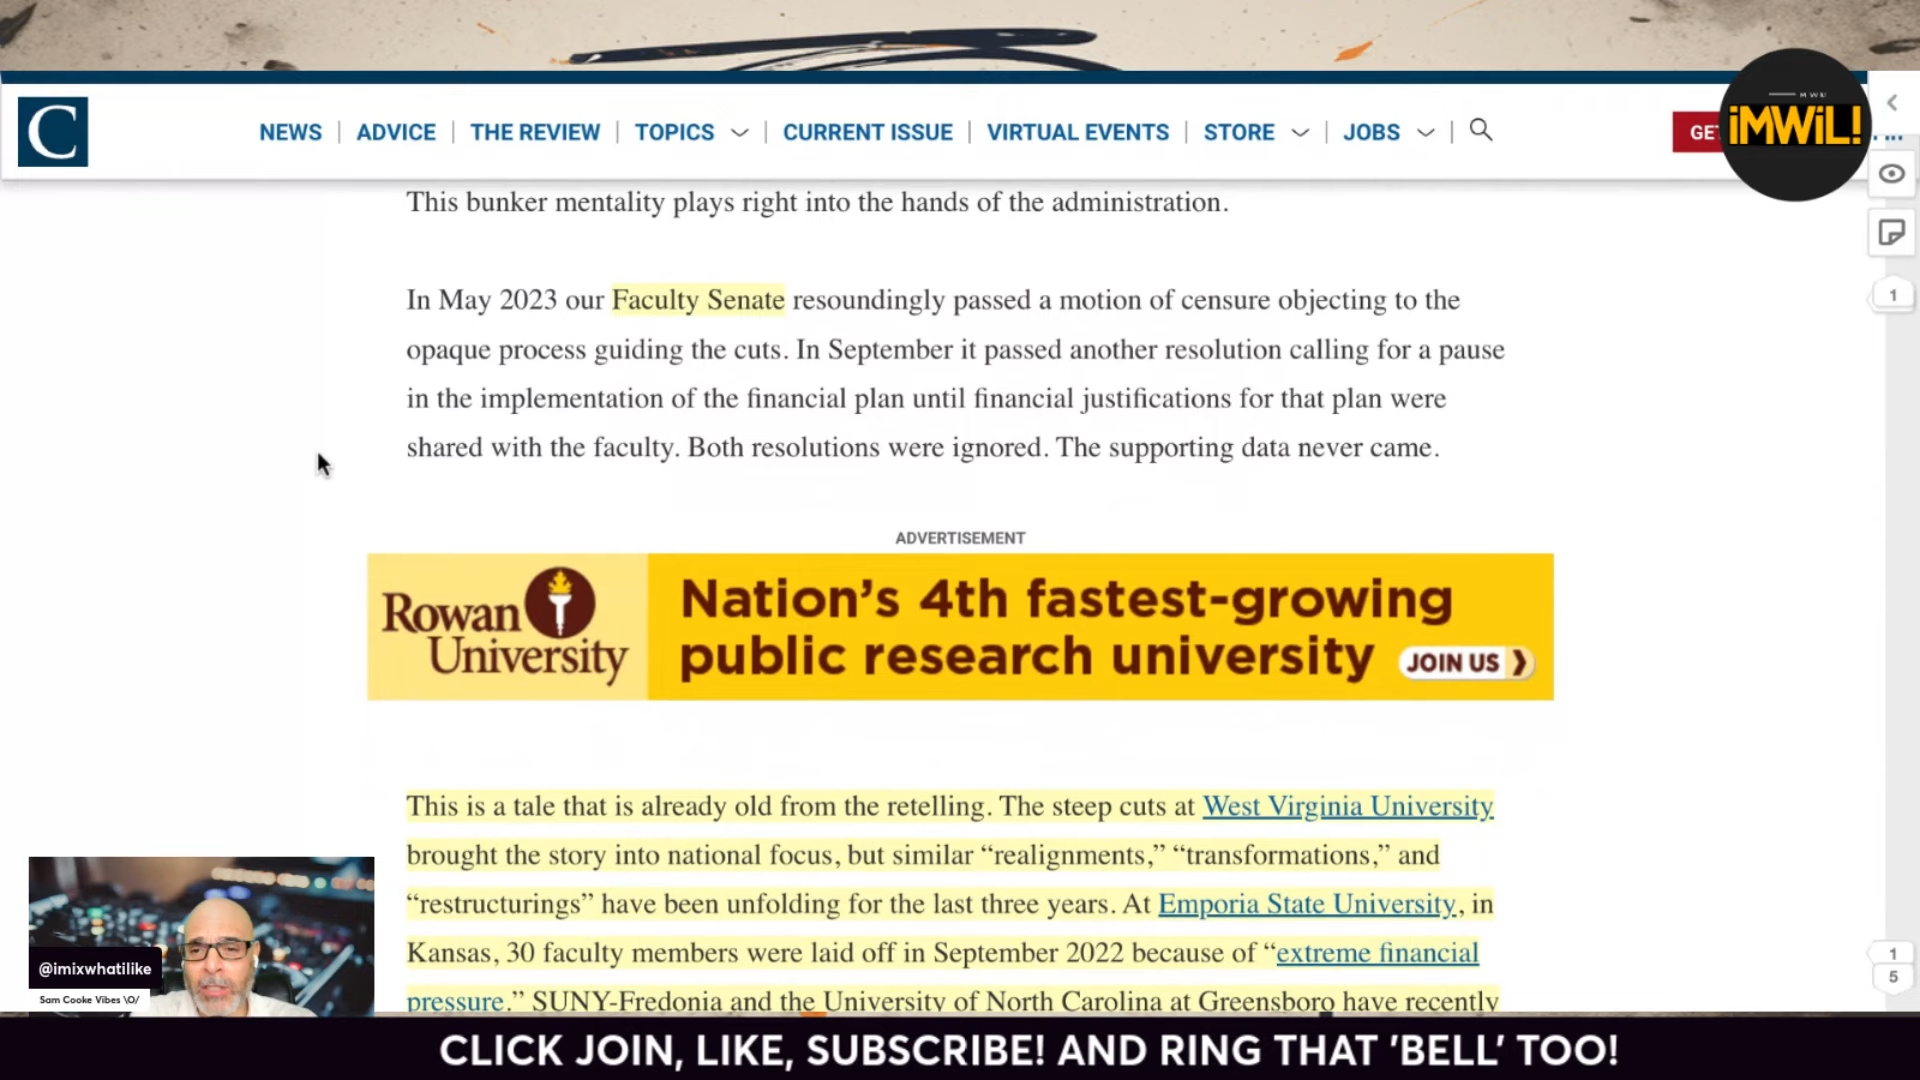 C
NEWS | ADVICE | THE REVIEW | TOPICS | CURRENT ISSUE | VIRTUAL EVENTS | STORE | JOBS |
GE
iMWiL!
This bunker mentality plays right into the hands of the administration.
In May 2023 our Faculty Senate resoundingly passed a motion of censure objecting to the
opaque process guiding the cuts. In September it passed another resolution calling for a pause
in the implementation of the financial plan until financial justifications for that plan were
shared with the faculty. Both resolutions were ignored. The supporting data never came.
1
ADVERTISEMENT
Rowan
University
Nation's 4th fastest-growing
public research university
JOIN US ❯
This is a tale that is already old from the retelling. The steep cuts at West Virginia University
brought the story into national focus, but similar “realignments,” “transformations,” and
“restructurings” have been unfolding for the last three years. At Emporia State University, in
Kansas, 30 faculty members were laid off in September 2022 because of “extreme financial
pressure.” SUNY-Fredonia and the University of North Carolina at Greensboro have recently
1
5
@imixwhatilike
Sam Cooke Vibes \O/
CLICK JOIN, LIKE, SUBSCRIBE! AND RING THAT 'BELL' TOO!